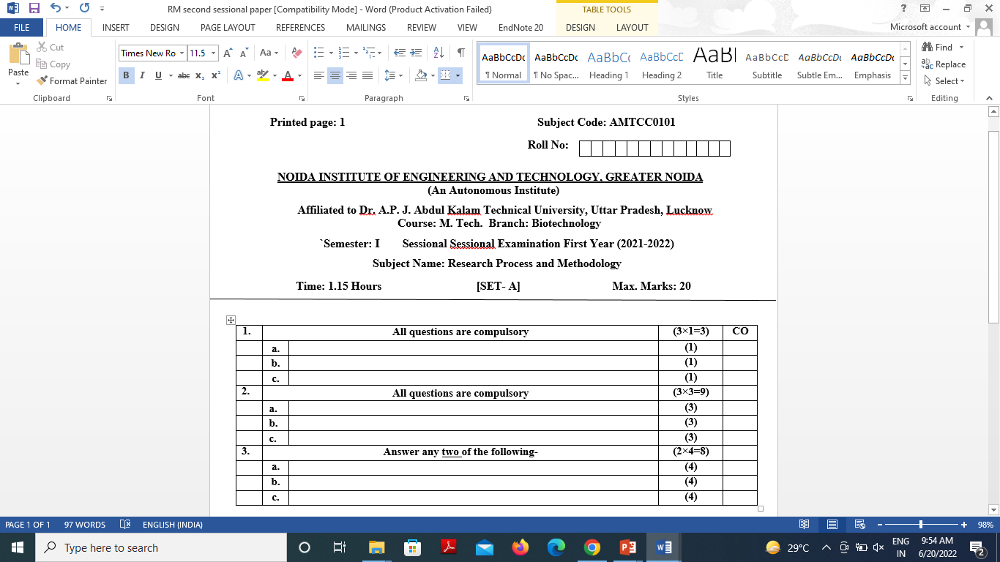 RM second sessional paper [Compatibility Mode] - Word (Product Activation Failed)
TABLE TOOLS
FILE HOME INSERT DESIGN PAGE LAYOUT REFERENCES MAILINGS REVIEW VIEW EndNote 20 DESIGN LAYOUT
Microsoft account
Paste
Cut
Copy
Format Painter
Clipboard
Times New Ro 11.5
Aa
B I U abc x₂ x²
Font
Paragraph
AaBbCcDc AaBbCcDc AaBbCc AaBbCcE AaBl AaBbCcD AaBbCcDc AaBbCcDc
¶ Normal ¶ No Spac... Heading 1 Heading 2 Title Subtitle Subtle Em... Emphasis
Styles
Find
Replace
Select
Editing
Printed page: 1 Subject Code: AMTCC0101
Roll No:
NOIDA INSTITUTE OF ENGINEERING AND TECHNOLOGY, GREATER NOIDA
(An Autonomous Institute)
Affiliated to Dr. A.P. J. Abdul Kalam Technical University, Uttar Pradesh, Lucknow
Course: M. Tech. Branch: Biotechnology
`Semester: I Sessional Sessional Examination First Year (2021-2022)
Subject Name: Research Process and Methodology
Time: 1.15 Hours [SET- A] Max. Marks: 20
1. All questions are compulsory (3×1=3) CO
a. (1)
b. (1)
c. (1)
2. All questions are compulsory (3×3=9)
a. (3)
b. (3)
c. (3)
3. Answer any two of the following- (2×4=8)
a. (4)
b. (4)
c. (4)
PAGE 1 OF 1 97 WORDS ENGLISH (INDIA) 98%
Type here to search
29°C
ENG
IN
9:54 AM
6/20/2022
2